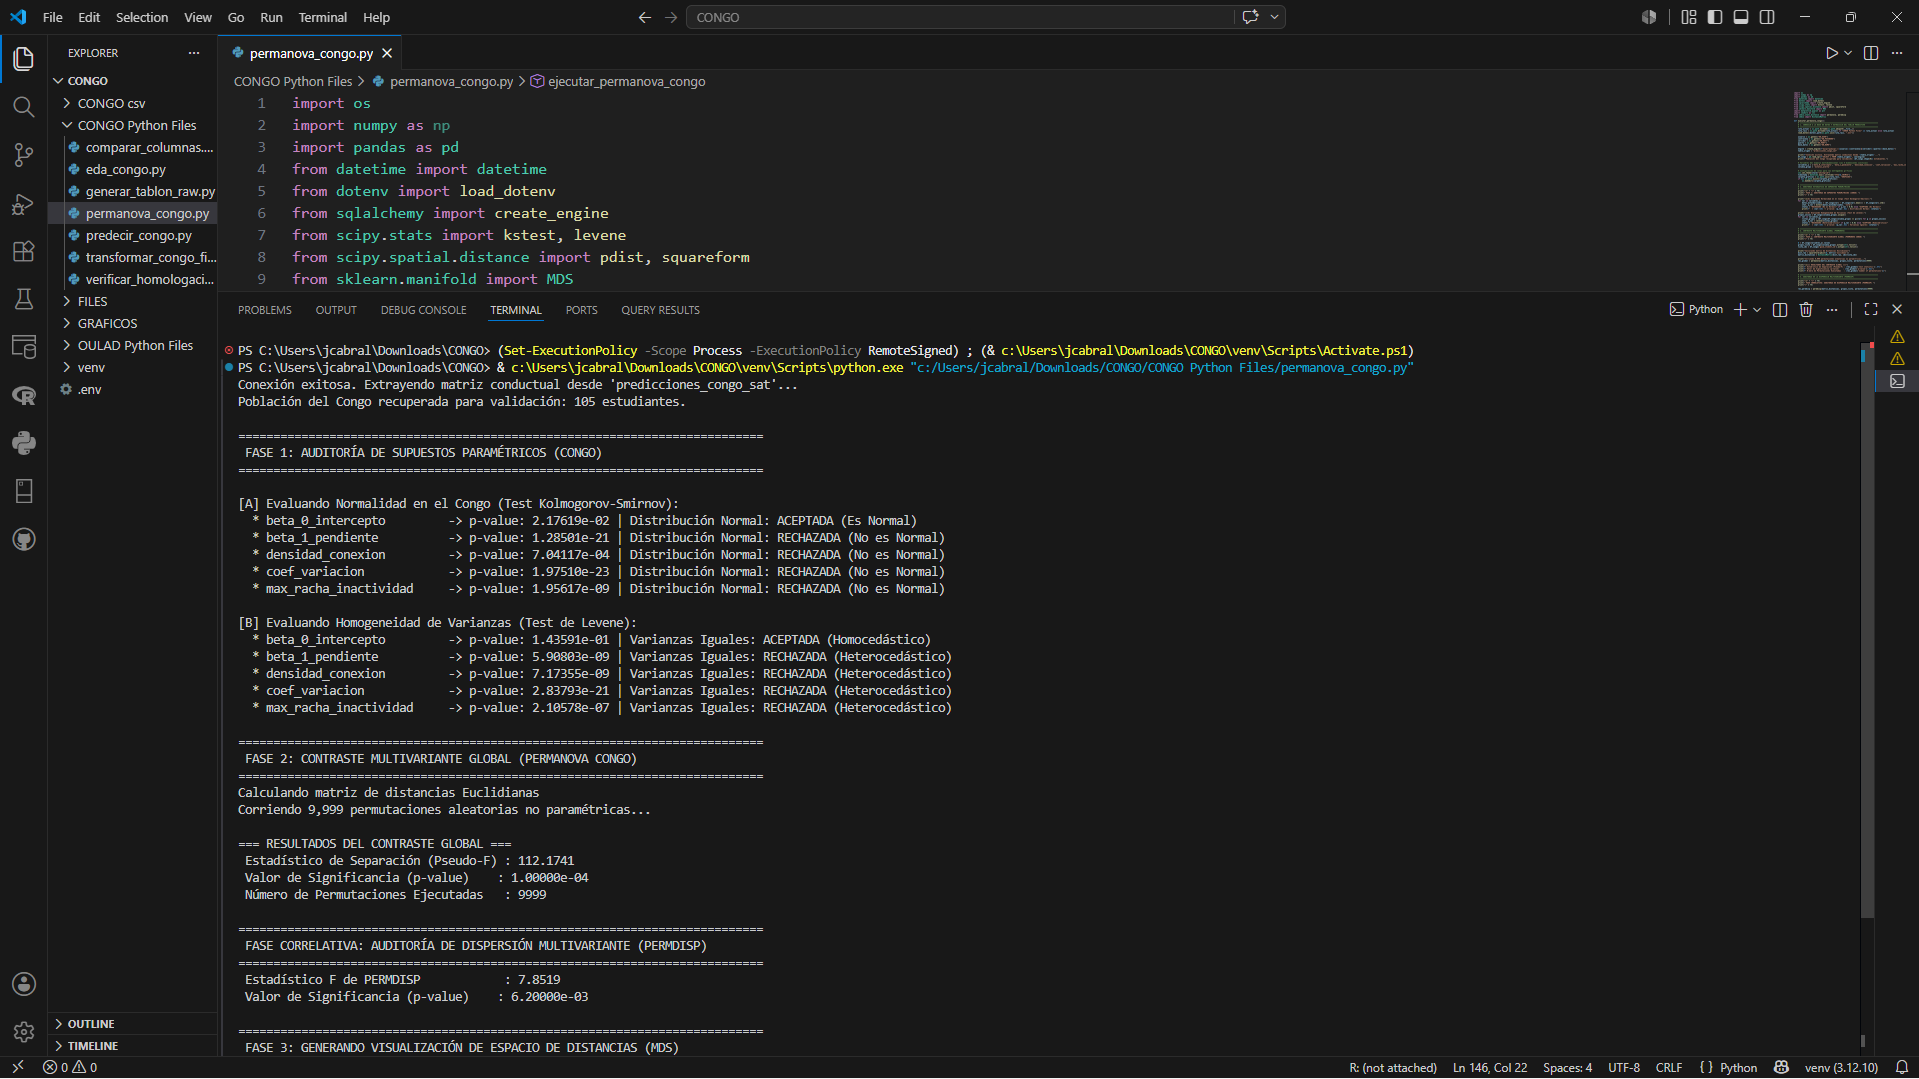 File Edit Selection View Go Run Terminal Help
CONGO
EXPLORER
CONGO
CONGO csv
CONGO Python Files
comparar_columnas....
eda_congo.py
generar_tablon_raw.py
permanova_congo.py
predecir_congo.py
transformar_congo_fi...
verificar_homologaci...
FILES
GRAFICOS
OULAD Python Files
venv
.env
OUTLINE
TIMELINE
permanova_congo.py
CONGO Python Files > permanova_congo.py > ejecutar_permanova_congo
1 import os
2 import numpy as np
3 import pandas as pd
4 from datetime import datetime
5 from dotenv import load_dotenv
6 from sqlalchemy import create_engine
7 from scipy.stats import kstest, levene
8 from scipy.spatial.distance import pdist, squareform
9 from sklearn.manifold import MDS
PROBLEMS OUTPUT DEBUG CONSOLE TERMINAL PORTS QUERY RESULTS
Python
PS C:\Users\jcabral\Downloads\CONGO> (Set-ExecutionPolicy -Scope Process -ExecutionPolicy RemoteSigned) ; (& c:\Users\jcabral\Downloads\CONGO\venv\Scripts\Activate.ps1)
PS C:\Users\jcabral\Downloads\CONGO> & c:\Users\jcabral\Downloads\CONGO\venv\Scripts\python.exe "c:/Users/jcabral/Downloads/CONGO/CONGO Python Files/permanova_congo.py"
Conexión exitosa. Extrayendo matriz conductual desde 'predicciones_congo_sat'...
Población del Congo recuperada para validación: 105 estudiantes.
===========================================================================
FASE 1: AUDITORÍA DE SUPUESTOS PARAMÉTRICOS (CONGO)
===========================================================================
[A] Evaluando Normalidad en el Congo (Test Kolmogorov-Smirnov):
* beta_0_intercepto -> p-value: 2.17619e-02 | Distribución Normal: ACEPTADA (Es Normal)
* beta_1_pendiente -> p-value: 1.28501e-21 | Distribución Normal: RECHAZADA (No es Normal)
* densidad_conexion -> p-value: 7.04117e-04 | Distribución Normal: RECHAZADA (No es Normal)
* coef_variacion -> p-value: 1.97510e-23 | Distribución Normal: RECHAZADA (No es Normal)
* max_racha_inactividad -> p-value: 1.95617e-09 | Distribución Normal: RECHAZADA (No es Normal)
[B] Evaluando Homogeneidad de Varianzas (Test de Levene):
* beta_0_intercepto -> p-value: 1.43591e-01 | Varianzas Iguales: ACEPTADA (Homocedástico)
* beta_1_pendiente -> p-value: 5.90803e-09 | Varianzas Iguales: RECHAZADA (Heterocedástico)
* densidad_conexion -> p-value: 7.17355e-09 | Varianzas Iguales: RECHAZADA (Heterocedástico)
* coef_variacion -> p-value: 2.83793e-21 | Varianzas Iguales: RECHAZADA (Heterocedástico)
* max_racha_inactividad -> p-value: 2.10578e-07 | Varianzas Iguales: RECHAZADA (Heterocedástico)
===========================================================================
FASE 2: CONTRASTE MULTIVARIANTE GLOBAL (PERMANOVA CONGO)
===========================================================================
Calculando matriz de distancias Euclidianas
Corriendo 9,999 permutaciones aleatorias no paramétricas...
=== RESULTADOS DEL CONTRASTE GLOBAL ===
Estadístico de Separación (Pseudo-F) : 112.1741
Valor de Significancia (p-value) : 1.00000e-04
Número de Permutaciones Ejecutadas : 9999
===========================================================================
FASE CORRELATIVA: AUDITORÍA DE DISPERSIÓN MULTIVARIANTE (PERMDISP)
===========================================================================
Estadístico F de PERMDISP : 7.8519
Valor de Significancia (p-value) : 6.20000e-03
===========================================================================
FASE 3: GENERANDO VISUALIZACIÓN DE ESPACIO DE DISTANCIAS (MDS)
0 0 R: (not attached) Ln 146, Col 22 Spaces: 4 UTF-8 CRLF { } Python venv (3.12.10)